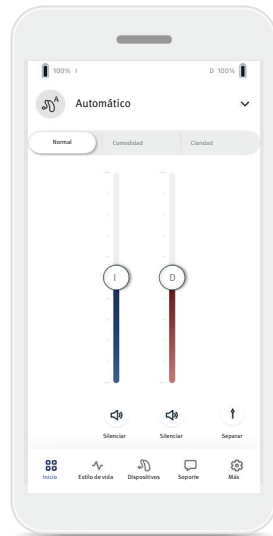 100% I D 100%
A Automático
Normal Comodidad Claridad
I D
Silenciar Silenciar Separar
Inicio Estilo de vida Dispositivos Soporte Más